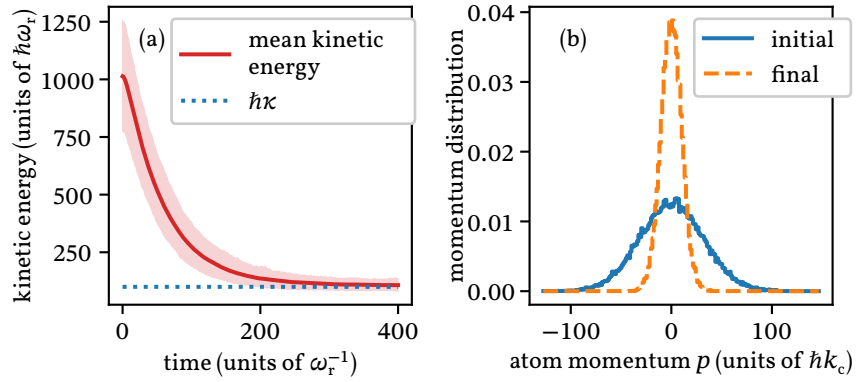 (a)
mean kinetic
energy
ħκ
kinetic energy (units of ħωᵣ)
1250
1000
750
500
250
0
200
400
time (units of ωᵣ⁻¹)
(b)
initial
final
momentum distribution
0.04
0.03
0.02
0.01
0.00
−100
0
100
atom momentum p (units of ħk_c)